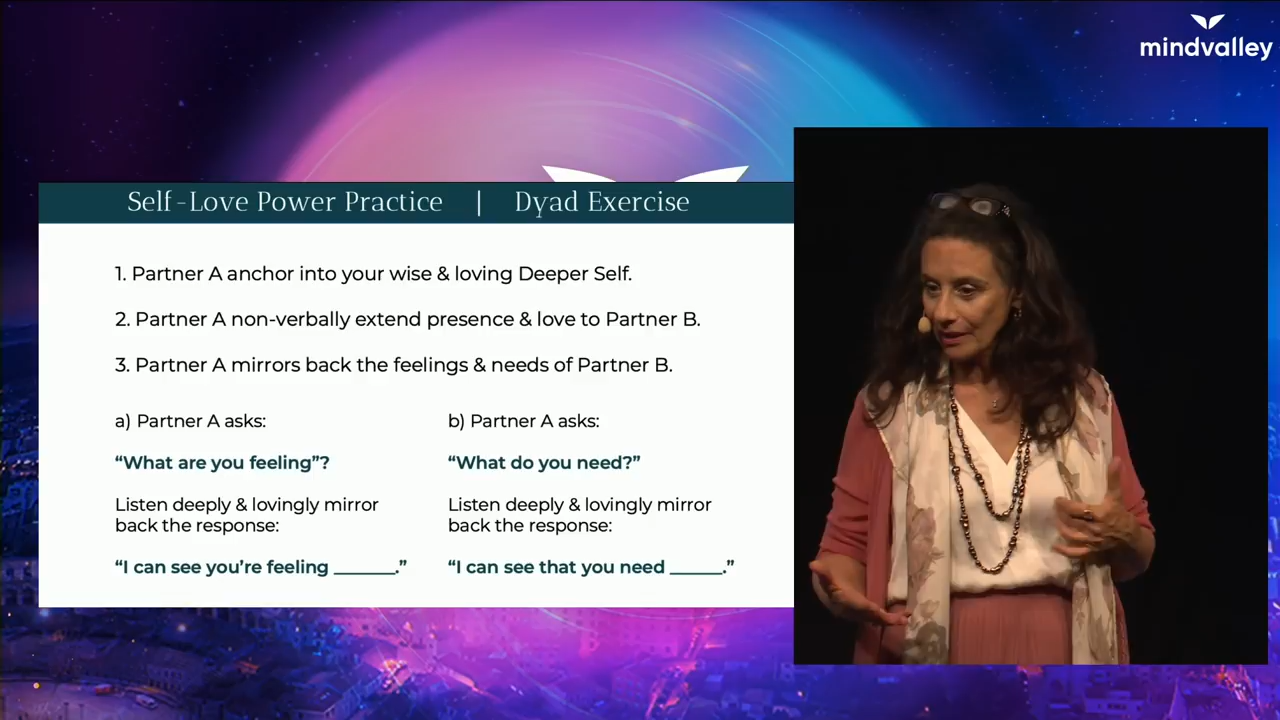 mindvalley
Self-Love Power Practice | Dyad Exercise
1. Partner A anchor into your wise & loving Deeper Self.
2. Partner A non-verbally extend presence & love to Partner B.
3. Partner A mirrors back the feelings & needs of Partner B.
a) Partner A asks:
“What are you feeling”?
Listen deeply & lovingly mirror
back the response:
“I can see you’re feeling ______.”
b) Partner A asks:
“What do you need?”
Listen deeply & lovingly mirror
back the response:
“I can see that you need _____.”